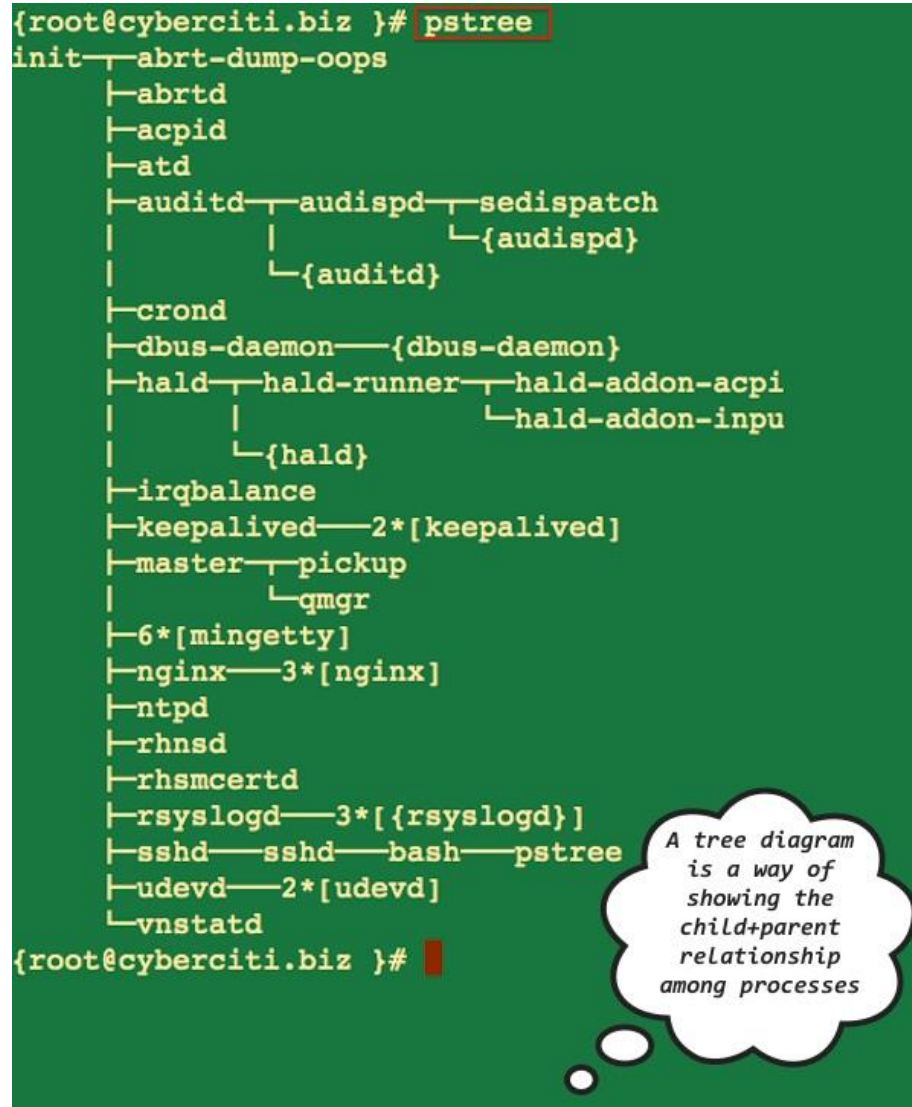 {root@cyberciti.biz }# pstree
init─┬─abrt-dump-oops
     ├─abrtd
     ├─acpid
     ├─atd
     ├─auditd─┬─audispd─┬─sedispatch
     │        │         └─{audispd}
     │        └─{auditd}
     ├─crond
     ├─dbus-daemon───{dbus-daemon}
     ├─hald─┬─hald-runner─┬─hald-addon-acpi
     │      │             └─hald-addon-inpu
     │      └─{hald}
     ├─irqbalance
     ├─keepalived───2*[keepalived]
     ├─master─┬─pickup
     │        └─qmgr
     ├─6*[mingetty]
     ├─nginx───3*[nginx]
     ├─ntpd
     ├─rhnsd
     ├─rhsmcertd
     ├─rsyslogd───3*[{rsyslogd}]
     ├─sshd───sshd───bash───pstree
     ├─udevd───2*[udevd]
     └─vnstatd
{root@cyberciti.biz }#
A tree diagram
is a way of
showing the
child+parent
relationship
among processes